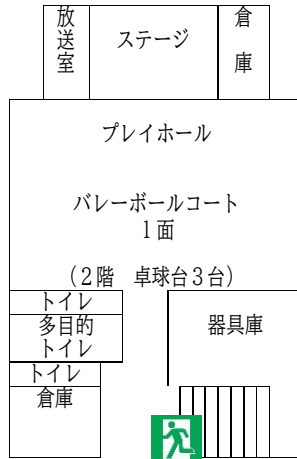 放送室
ステージ
倉庫
プレイホール
バレーボールコート
1面
(2階 卓球台3台)
トイレ
多目的
トイレ
トイレ
倉庫
器具庫